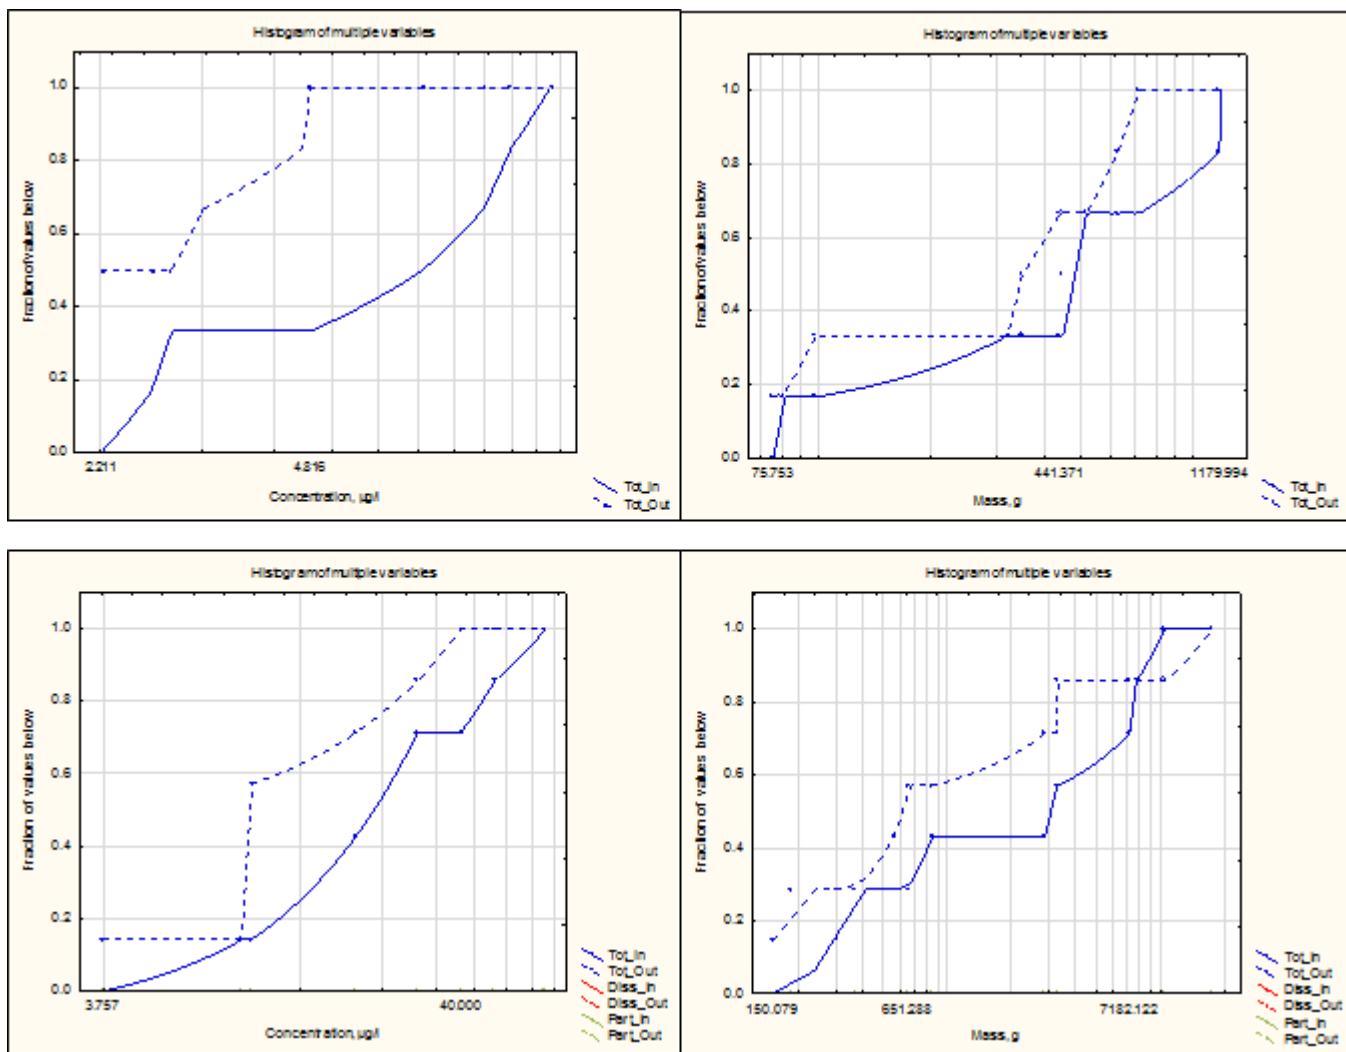 Histogram of multiple variables
Fraction of values below
1.0
0.8
0.6
0.4
0.2
0.0
2.211
4.816
Concentration, µg/l
Tot_In
Tot_Out
Histogram of multiple variables
Fraction of values below
1.0
0.8
0.6
0.4
0.2
0.0
75.753
441.371
1179.994
Mass, g
Tot_In
Tot_Out
Histogram of multiple variables
Fraction of values below
1.0
0.8
0.6
0.4
0.2
0.0
3.757
40.000
Concentration, µg/l
Tot_In
Tot_Out
Diss_In
Diss_Out
Part_In
Part_Out
Histogram of multiple variables
Fraction of values below
1.0
0.8
0.6
0.4
0.2
0.0
150.079
651.288
7182.122
Mass, g
Tot_In
Tot_Out
Diss_In
Diss_Out
Part_In
Part_Out